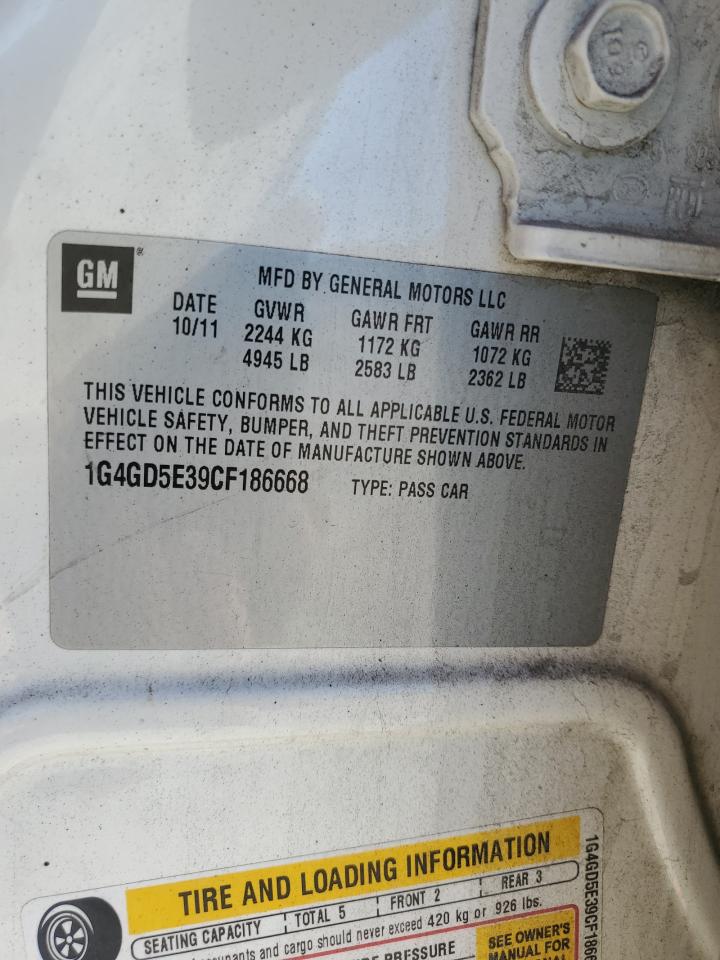 GM®
MFD BY GENERAL MOTORS LLC
DATE GVWR GAWR FRT GAWR RR
10/11 2244 KG 1172 KG 1072 KG
4945 LB 2583 LB 2362 LB
THIS VEHICLE CONFORMS TO ALL APPLICABLE U.S. FEDERAL MOTOR
VEHICLE SAFETY, BUMPER, AND THEFT PREVENTION STANDARDS IN
EFFECT ON THE DATE OF MANUFACTURE SHOWN ABOVE.
1G4GD5E39CF186668 TYPE: PASS CAR
TIRE AND LOADING INFORMATION
SEATING CAPACITY TOTAL 5 FRONT 2 REAR 3
and cargo should never exceed 420 kg or 926 lbs.
PRESSURE
SEE OWNER'S
MANUAL FOR
1G4GD5E39CF1866